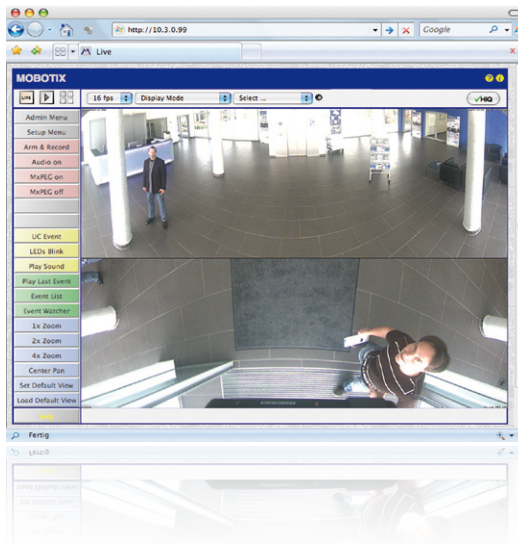 http://10.3.0.99
Google
Live
MOBOTIX
LIVE
16 fps
Display Mode
Select ...
HiQ
Admin Menu
Setup Menu
Arm & Record
Audio on
MxPEG on
MxPEG off
UC Event
LEDs Blink
Play Sound
Play Last Event
Event List
Event Watcher
1x Zoom
2x Zoom
4x Zoom
Center Pan
Set Default View
Load Default View
Fertig